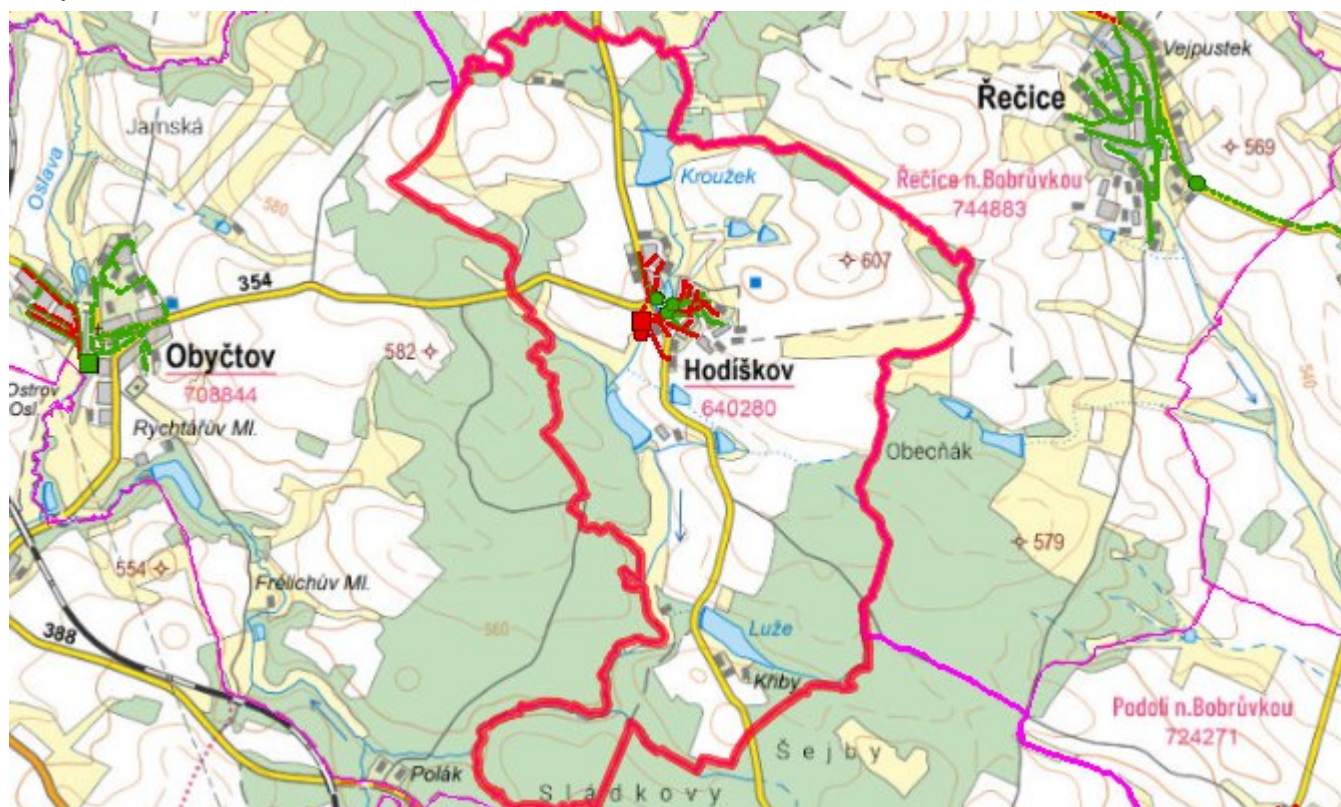 Vejpustek
Řečice
Jamská
Oslava
569
Kroužek
Řečice n.Bobrůvkou
744883
580
607
354
Obyčtov
708844
582
Hodíškov
640280
540
Ostrov
Osl.
Rychtářův Ml.
Obecňák
579
554
Frélichův Ml.
560
388
Luže
Křiby
Podolí n.Bobrůvkou
724271
Šejby
Polák
Sládkovy